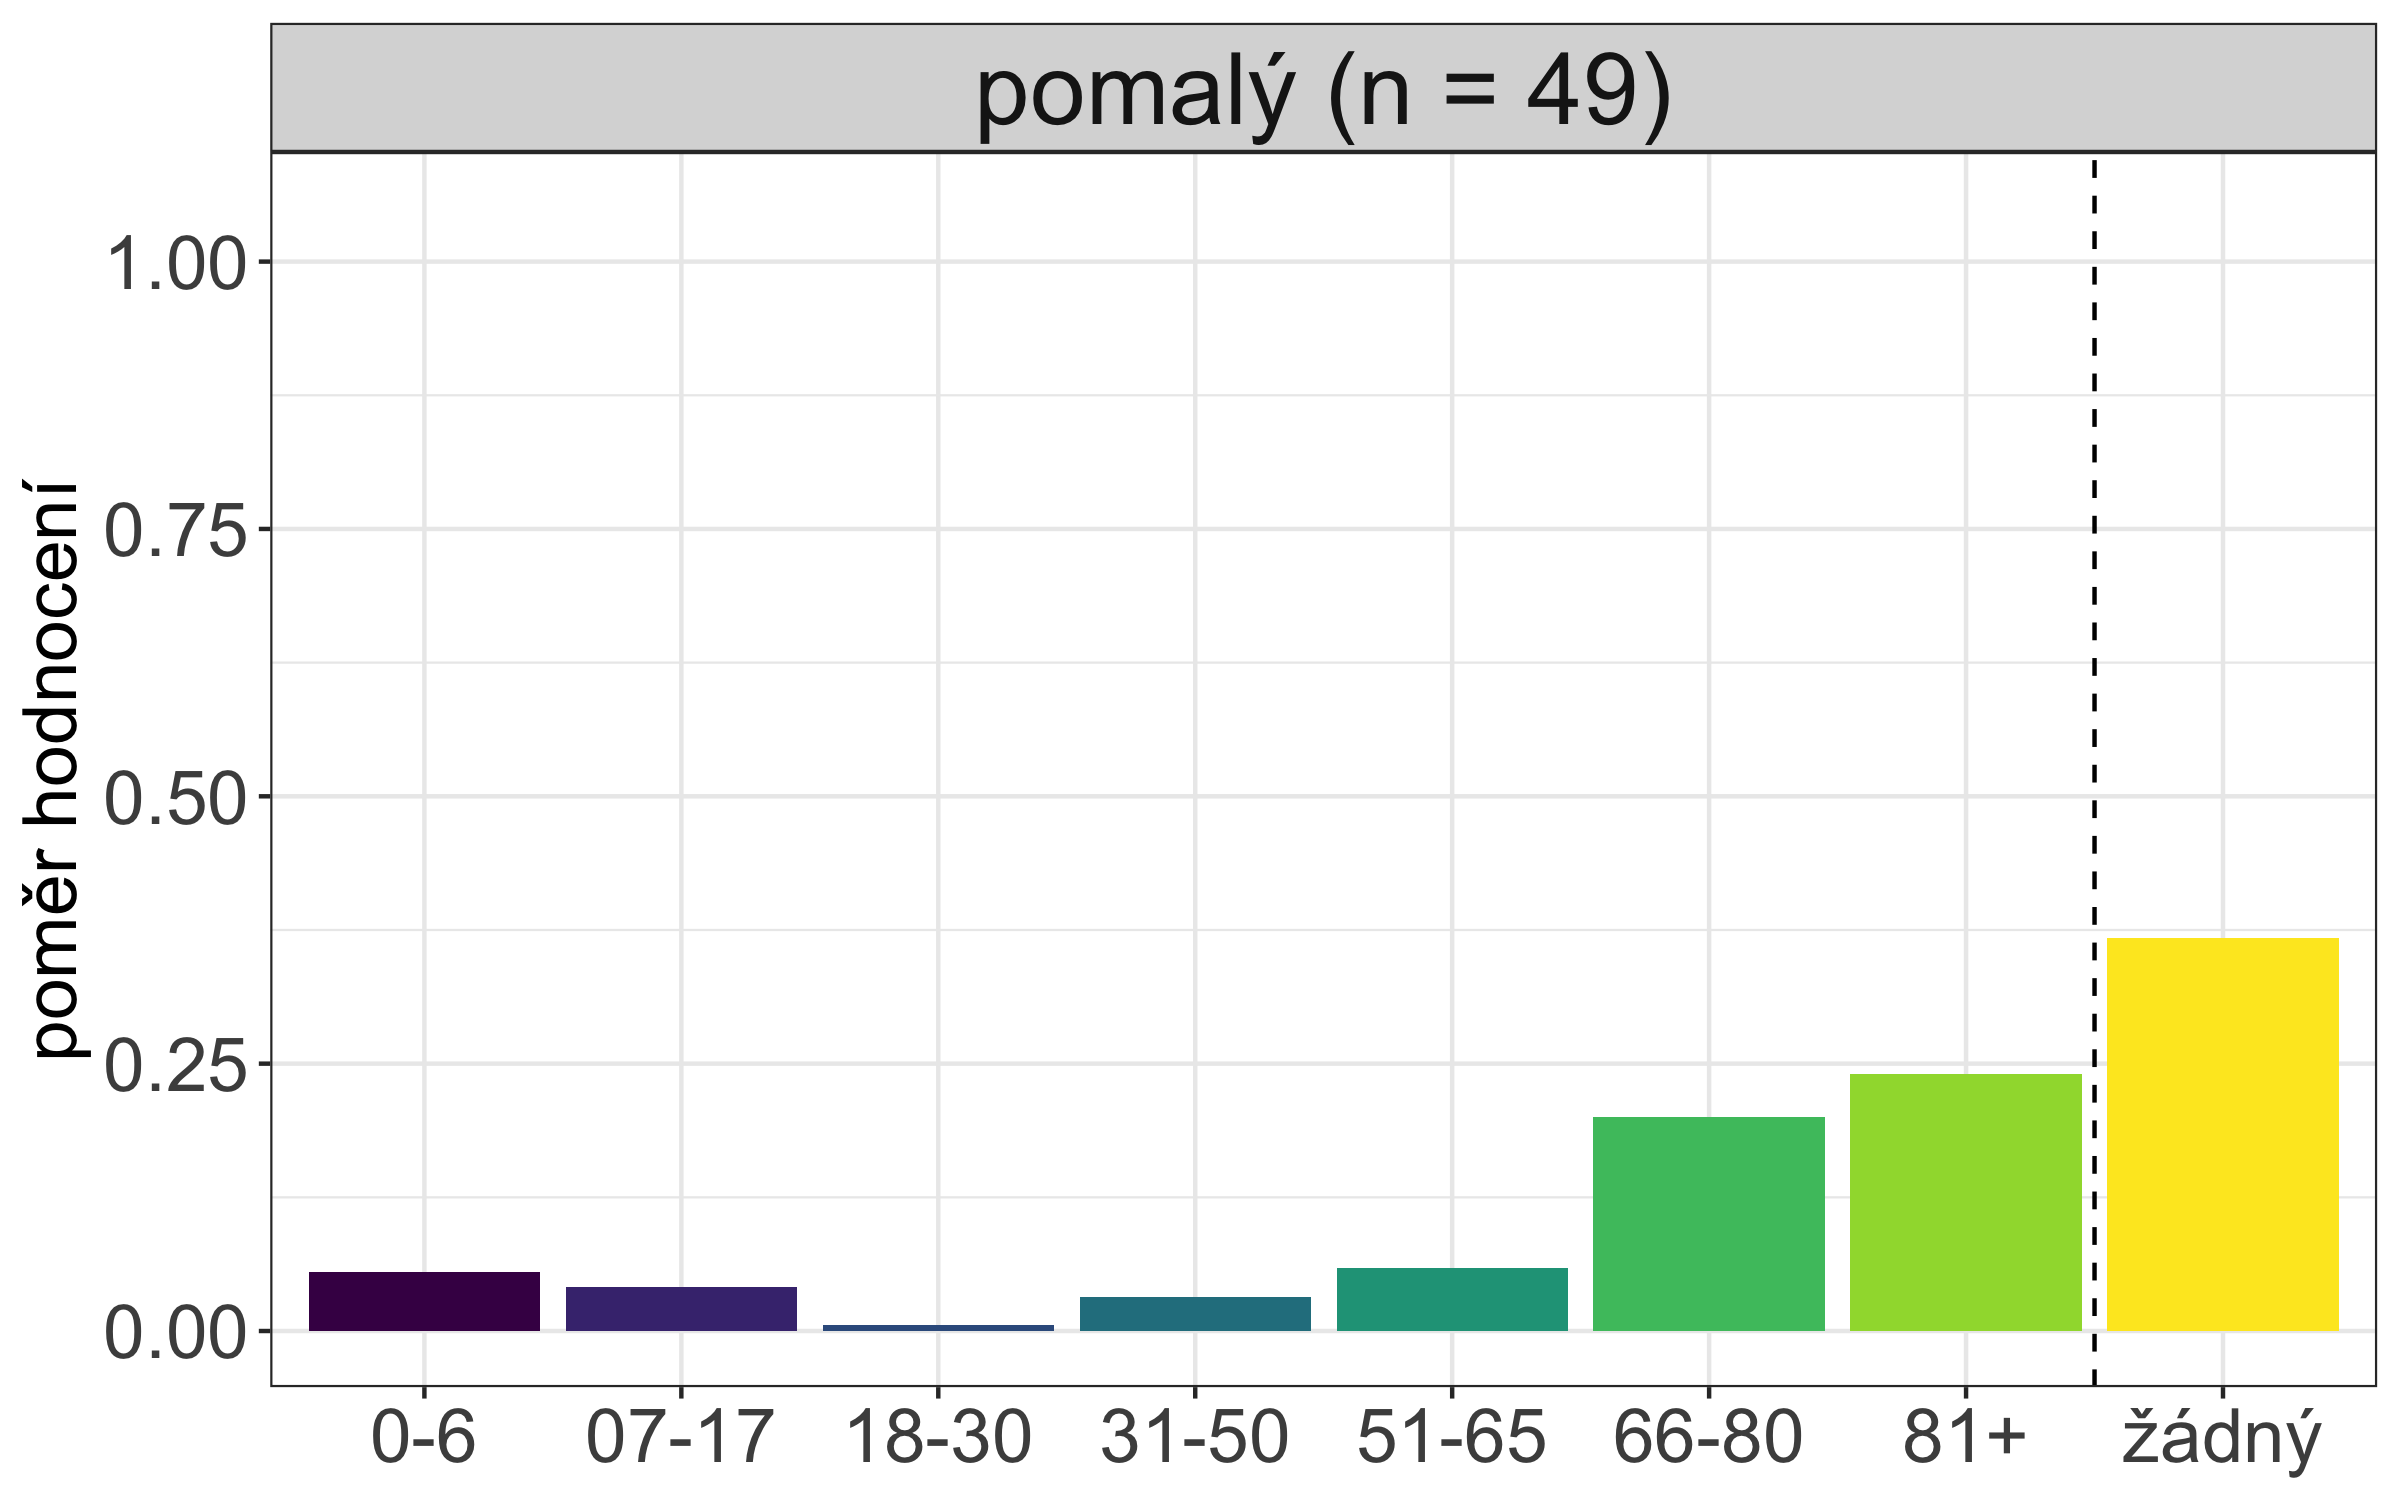 pomalý (n = 49)
poměr hodnocení
1.00
0.75
0.50
0.25
0.00
0-6 07-17 18-30 31-50 51-65 66-80 81+ žádný